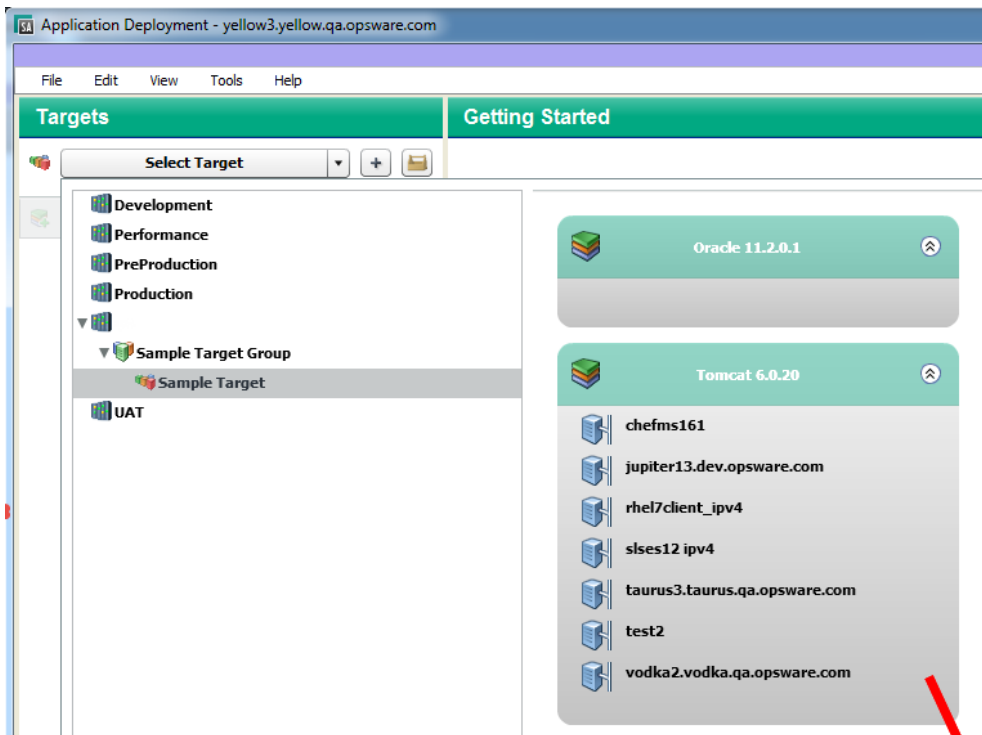 SA Application Deployment - yellow3.yellow.qa.opsware.com
File Edit View Tools Help
Targets
Getting Started
Select Target
+
Development
Performance
PreProduction
Production
Sample Target Group
Sample Target
UAT
Oracle 11.2.0.1
Tomcat 6.0.20
chefms161
jupiter13.dev.opsware.com
rhel7client_ipv4
slses12 ipv4
taurus3.taurus.qa.opsware.com
test2
vodka2.vodka.qa.opsware.com